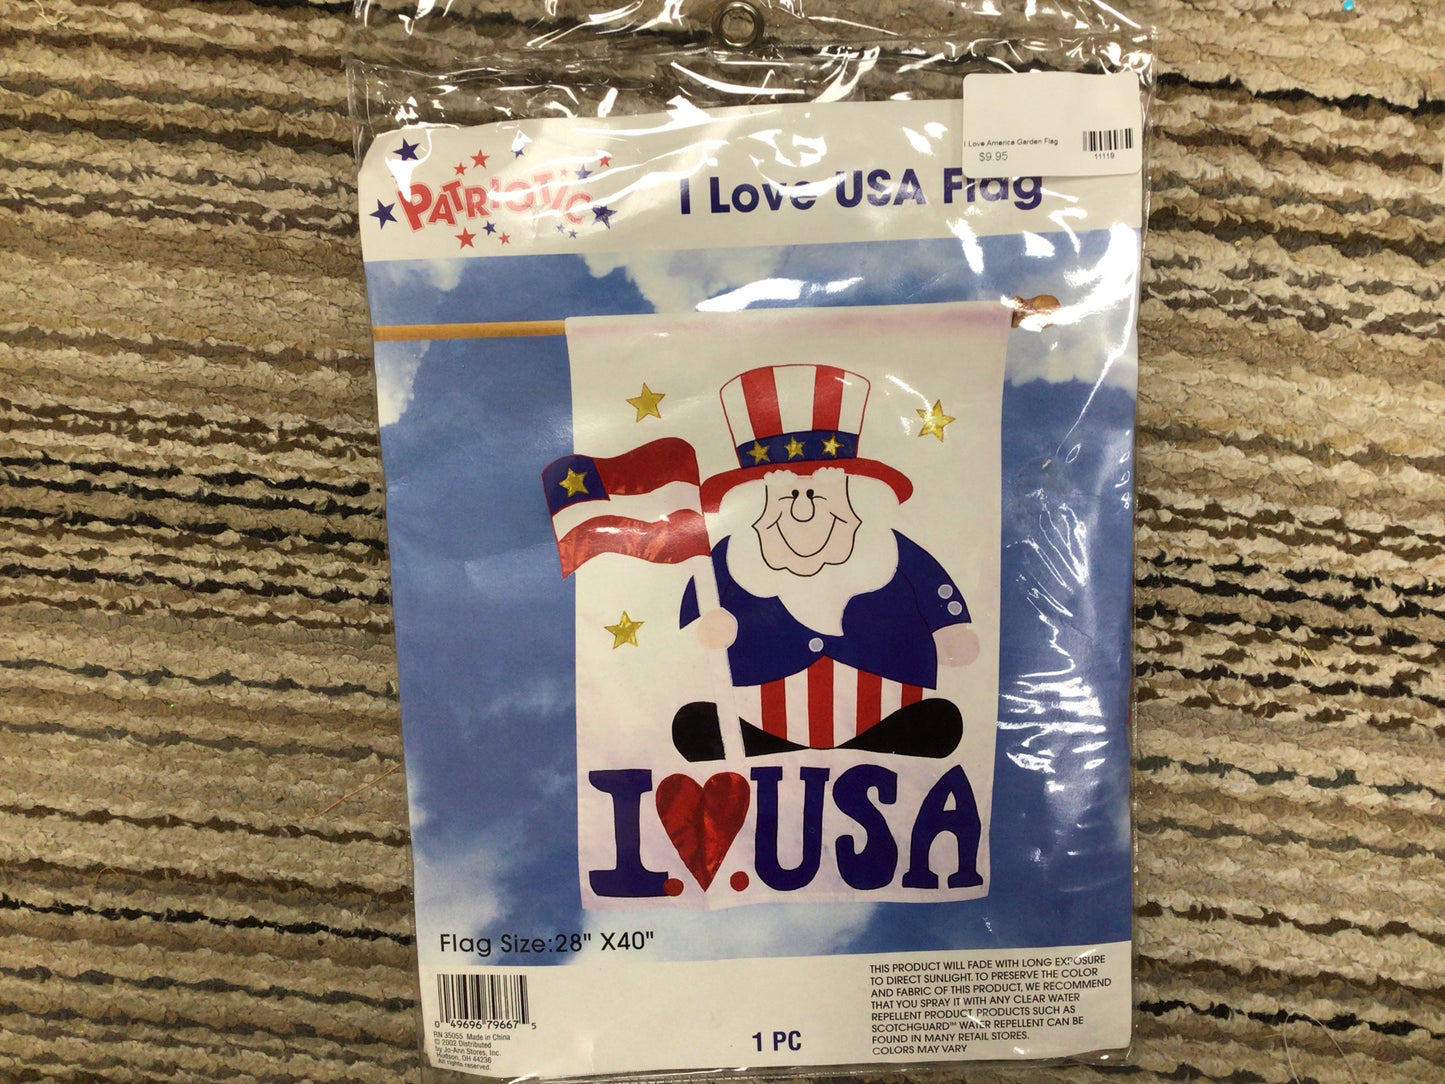 I Love America Garden Flag
$9.95
11119
PATRIOTIC
I Love USA Flag
I.♥.USA
Flag Size:28" X40"
0 49696 79667 5
RN 35055 Made in China
© 2002 Distributed
by Jo-Ann Stores, Inc.
Hudson, OH 44236
All rights reserved.
1 PC
THIS PRODUCT WILL FADE WITH LONG EXPOSURE
TO DIRECT SUNLIGHT. TO PRESERVE THE COLOR
AND FABRIC OF THIS PRODUCT, WE RECOMMEND
THAT YOU SPRAY IT WITH ANY CLEAR WATER
REPELLENT PRODUCT PRODUCTS SUCH AS
SCOTCHGUARD™ WATER REPELLENT CAN BE
FOUND IN MANY RETAIL STORES.
COLORS MAY VARY